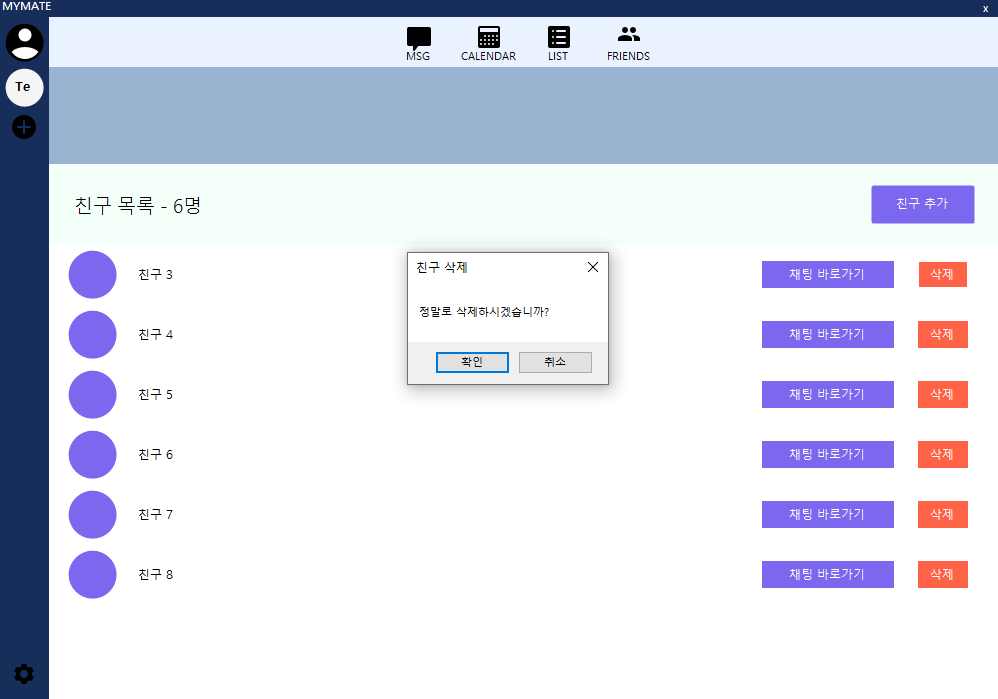 MYMATE
x
MSG
CALENDAR
LIST
FRIENDS
Te
친구 목록 - 6명
친구 추가
친구 3
채팅 바로가기
삭제
친구 삭제
정말로 삭제하시겠습니까?
확인
취소
친구 4
채팅 바로가기
삭제
친구 5
채팅 바로가기
삭제
친구 6
채팅 바로가기
삭제
친구 7
채팅 바로가기
삭제
친구 8
채팅 바로가기
삭제